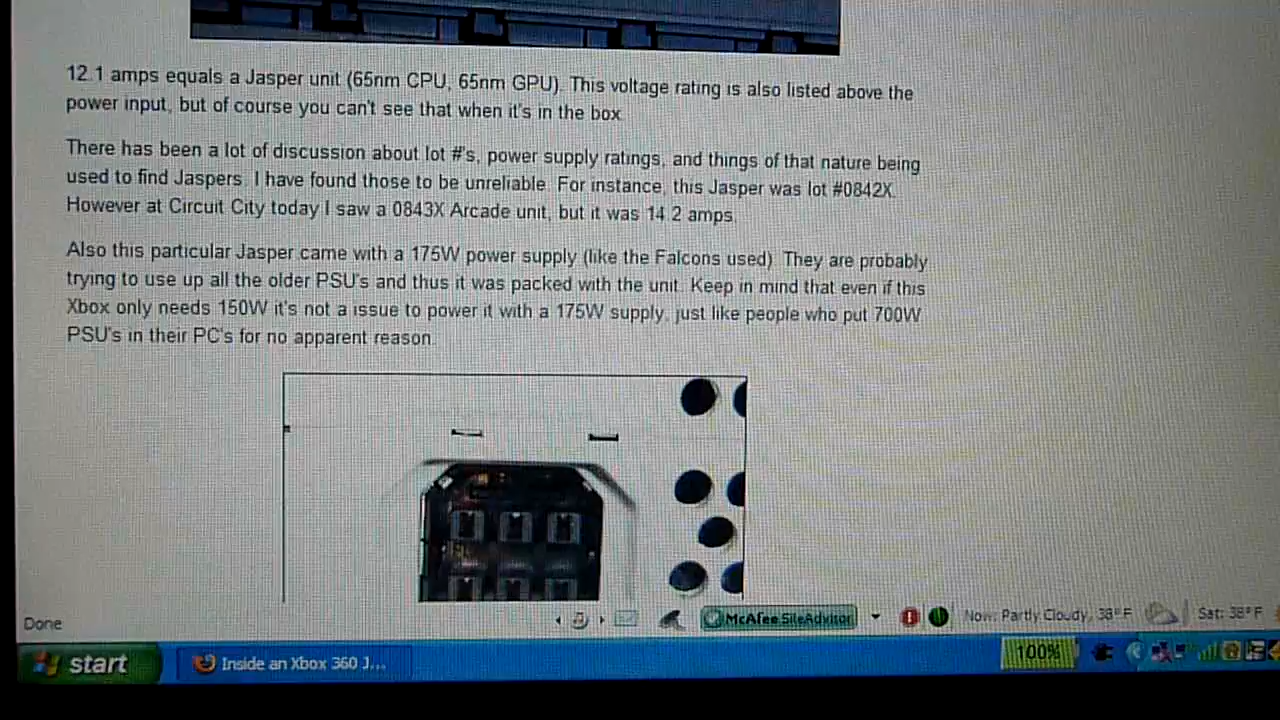 12.1 amps equals a Jasper unit (65nm CPU, 65nm GPU). This voltage rating is also listed above the
power input, but of course you can't see that when it's in the box.
There has been a lot of discussion about lot #'s, power supply ratings, and things of that nature being
used to find Jaspers. I have found those to be unreliable. For instance, this Jasper was lot #0842X.
However at Circuit City today I saw a 0843X Arcade unit, but it was 14.2 amps.
Also this particular Jasper came with a 175W power supply (like the Falcons used). They are probably
trying to use up all the older PSU's and thus it was packed with the unit. Keep in mind that even if this
Xbox only needs 150W it's not a issue to power it with a 175W supply, just like people who put 700W
PSU's in their PC's for no apparent reason.
Done
McAfee SiteAdvisor
Now: Partly Cloudy, 38° F
Sat: 38° F
start
Inside an Xbox 360 J...
100%